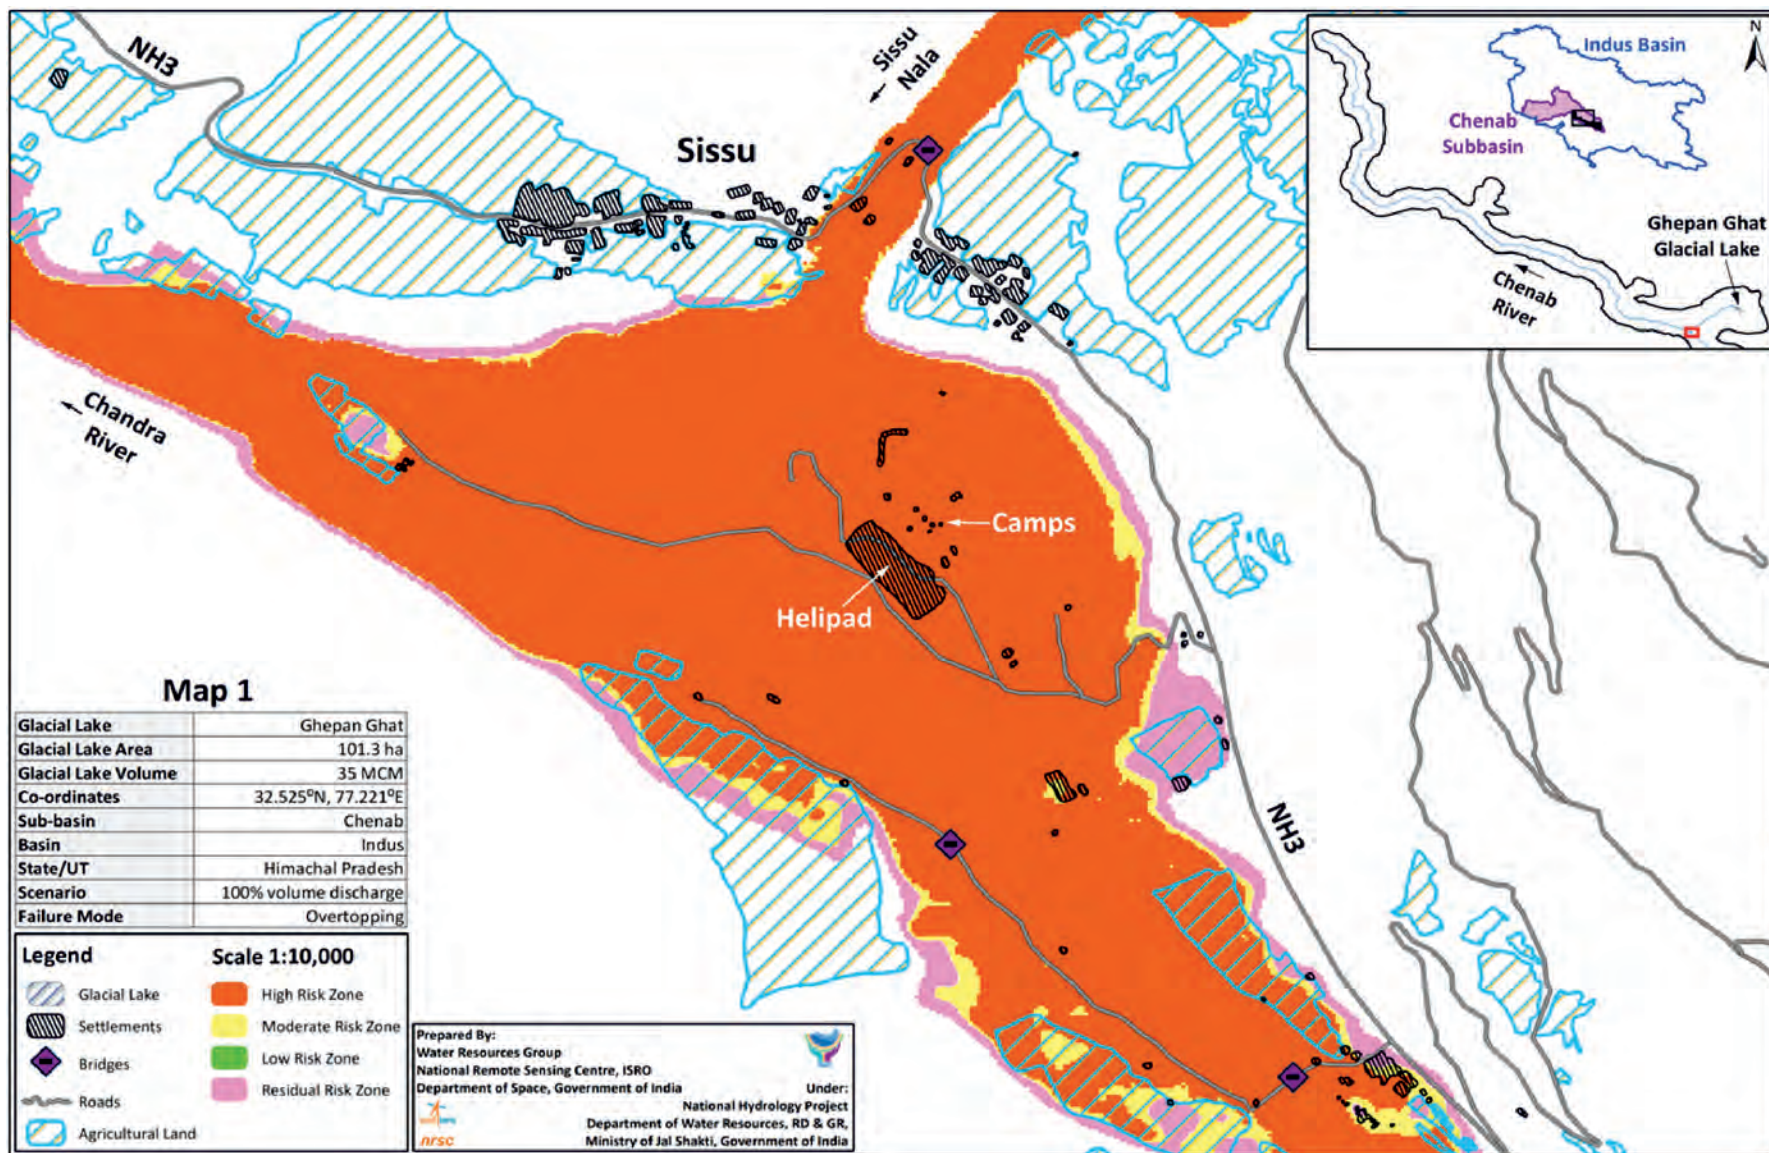 NH3
Sissu
Nala
Sissu
Indus Basin
N
Chenab
Subbasin
Ghepan Ghat
Glacial Lake
Chenab
River
Chandra
River
Camps
Helipad
NH3
Map 1
Glacial Lake Ghepan Ghat
Glacial Lake Area 101.3 ha
Glacial Lake Volume 35 MCM
Co-ordinates 32.525⁰N, 77.221⁰E
Sub-basin Chenab
Basin Indus
State/UT Himachal Pradesh
Scenario 100% volume discharge
Failure Mode Overtopping
Legend Scale 1:10,000
Glacial Lake High Risk Zone
Settlements Moderate Risk Zone
Bridges Low Risk Zone
Roads Residual Risk Zone
Agricultural Land
Prepared By:
Water Resources Group
National Remote Sensing Centre, ISRO
Department of Space, Government of India
Under:
National Hydrology Project
Department of Water Resources, RD & GR,
Ministry of Jal Shakti, Government of India
nrsc